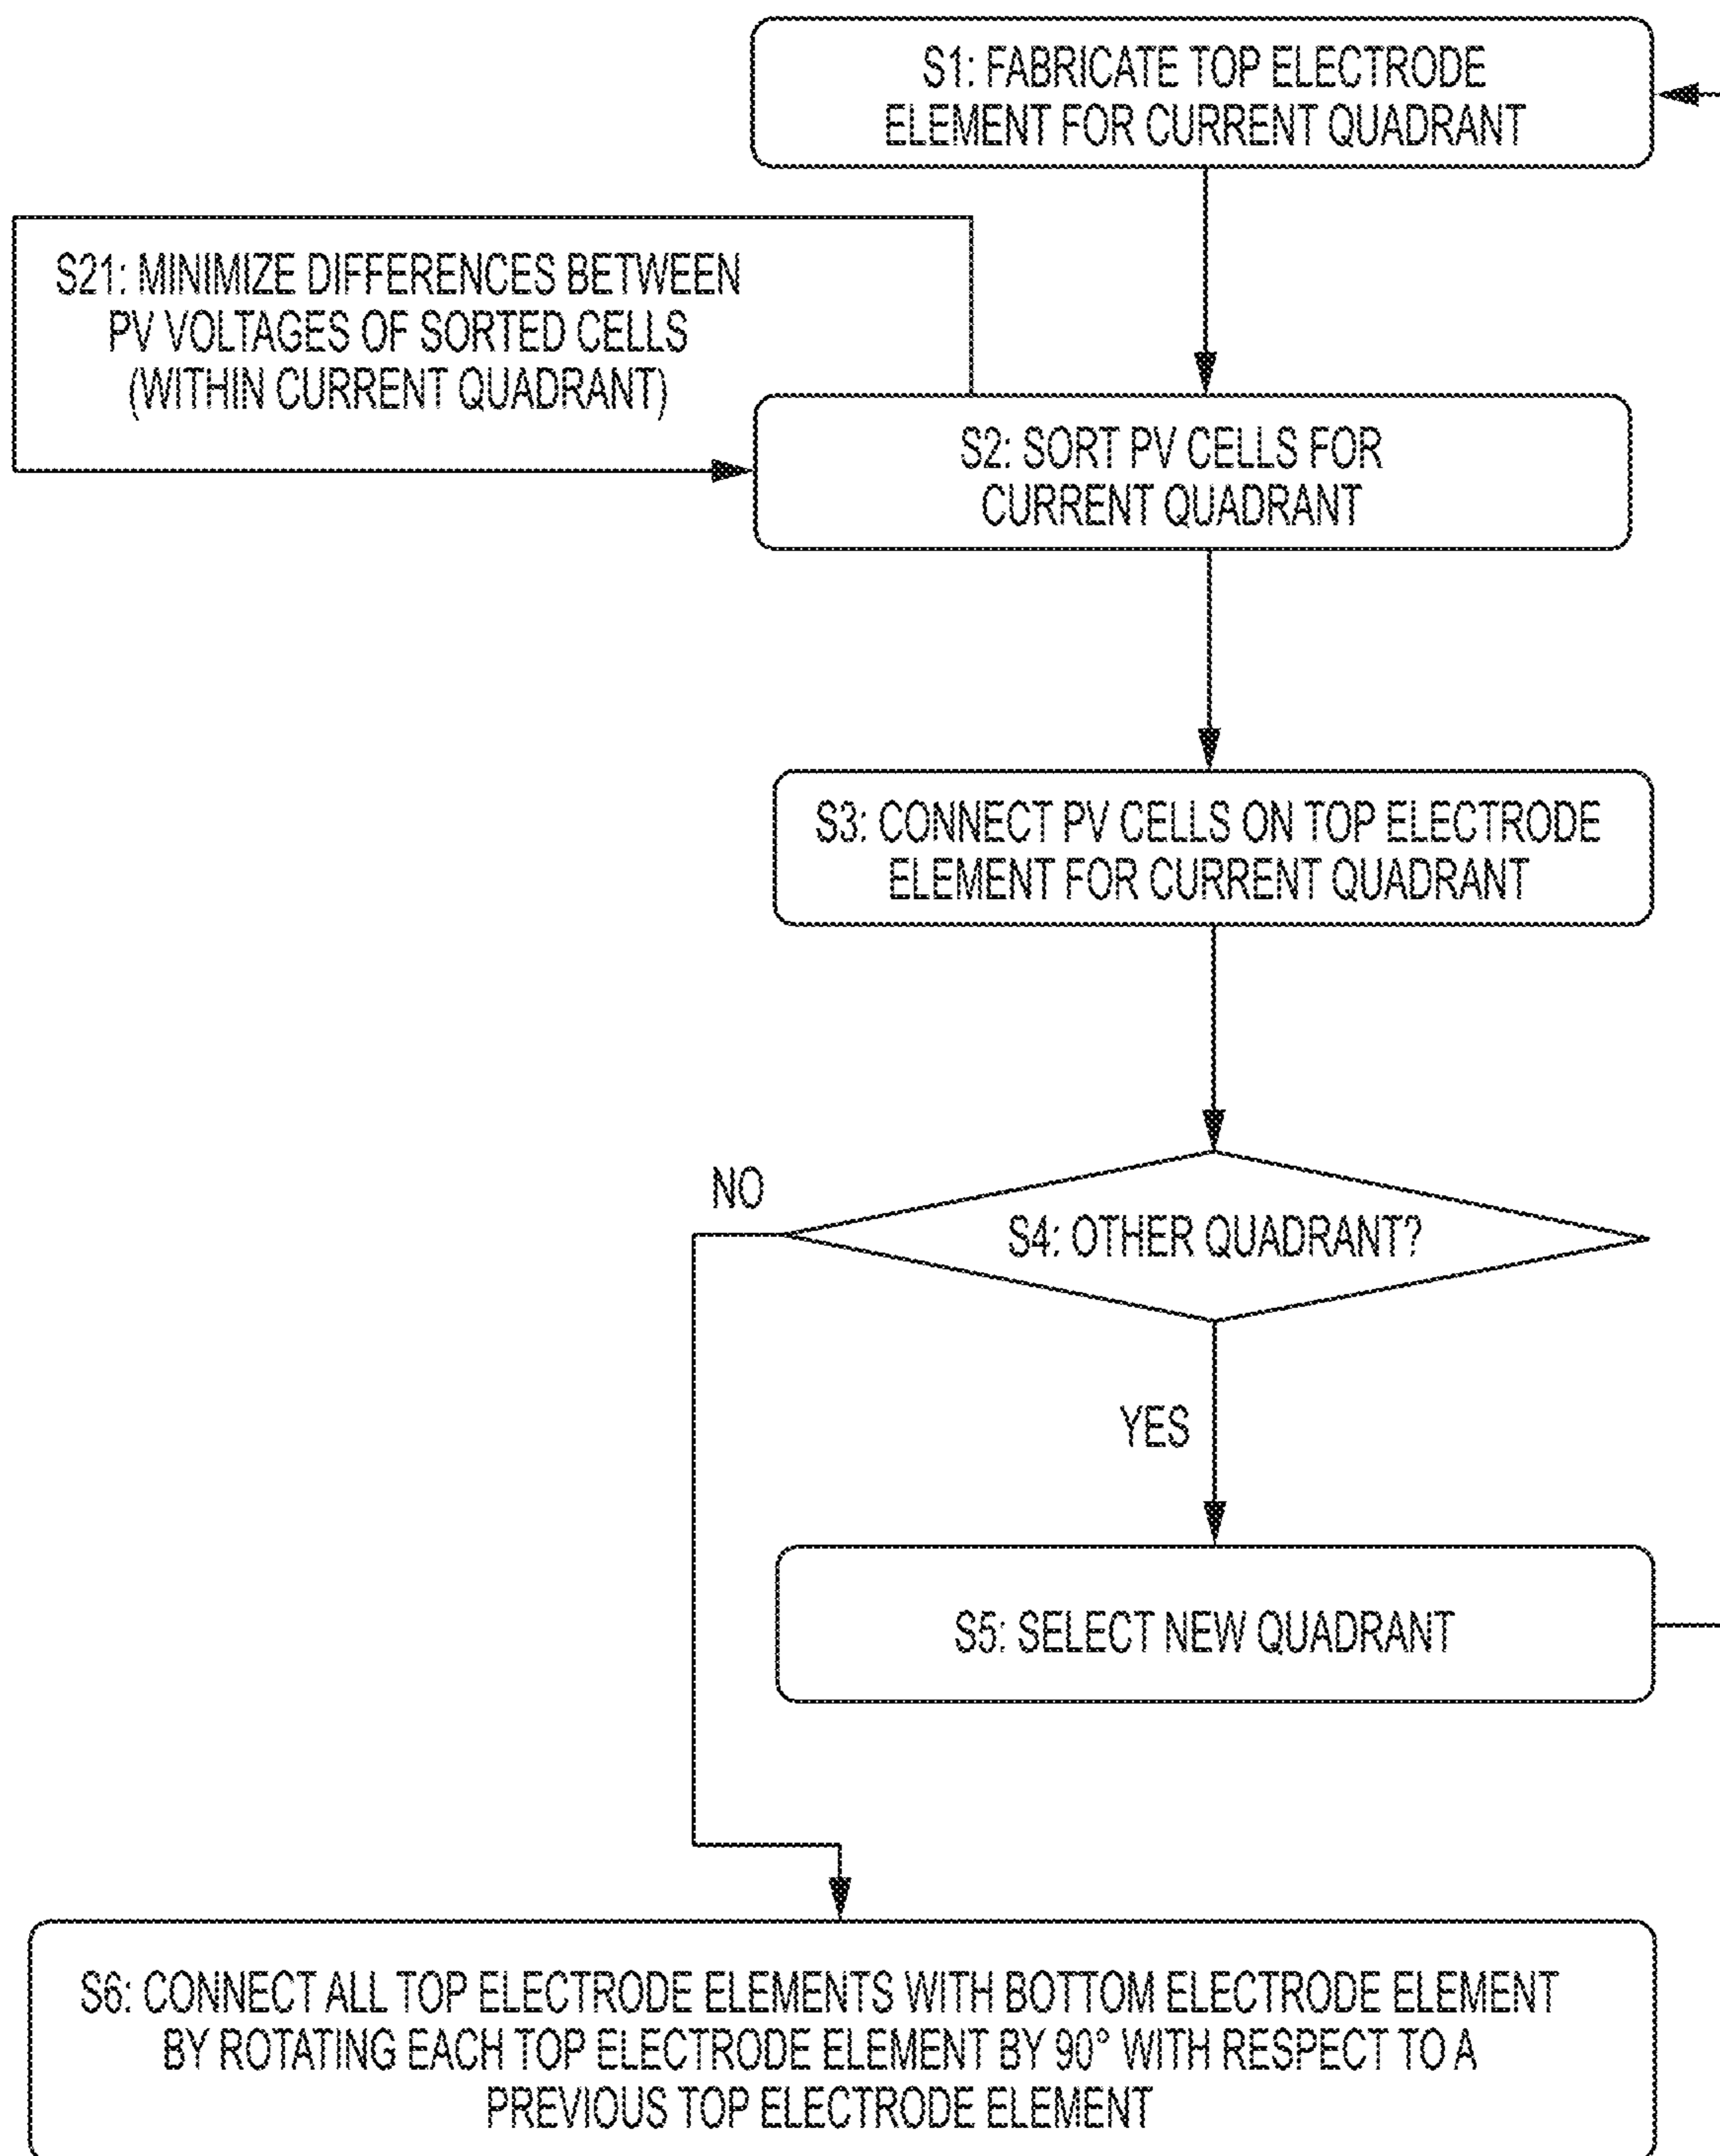 S1: FABRICATE TOP ELECTRODE
ELEMENT FOR CURRENT QUADRANT
S21: MINIMIZE DIFFERENCES BETWEEN
PV VOLTAGES OF SORTED CELLS
(WITHIN CURRENT QUADRANT)
S2: SORT PV CELLS FOR
CURRENT QUADRANT
S3: CONNECT PV CELLS ON TOP ELECTRODE
ELEMENT FOR CURRENT QUADRANT
NO
S4: OTHER QUADRANT?
YES
S5: SELECT NEW QUADRANT
S6: CONNECT ALL TOP ELECTRODE ELEMENTS WITH BOTTOM ELECTRODE ELEMENT
BY ROTATING EACH TOP ELECTRODE ELEMENT BY 90° WITH RESPECT TO A
PREVIOUS TOP ELECTRODE ELEMENT